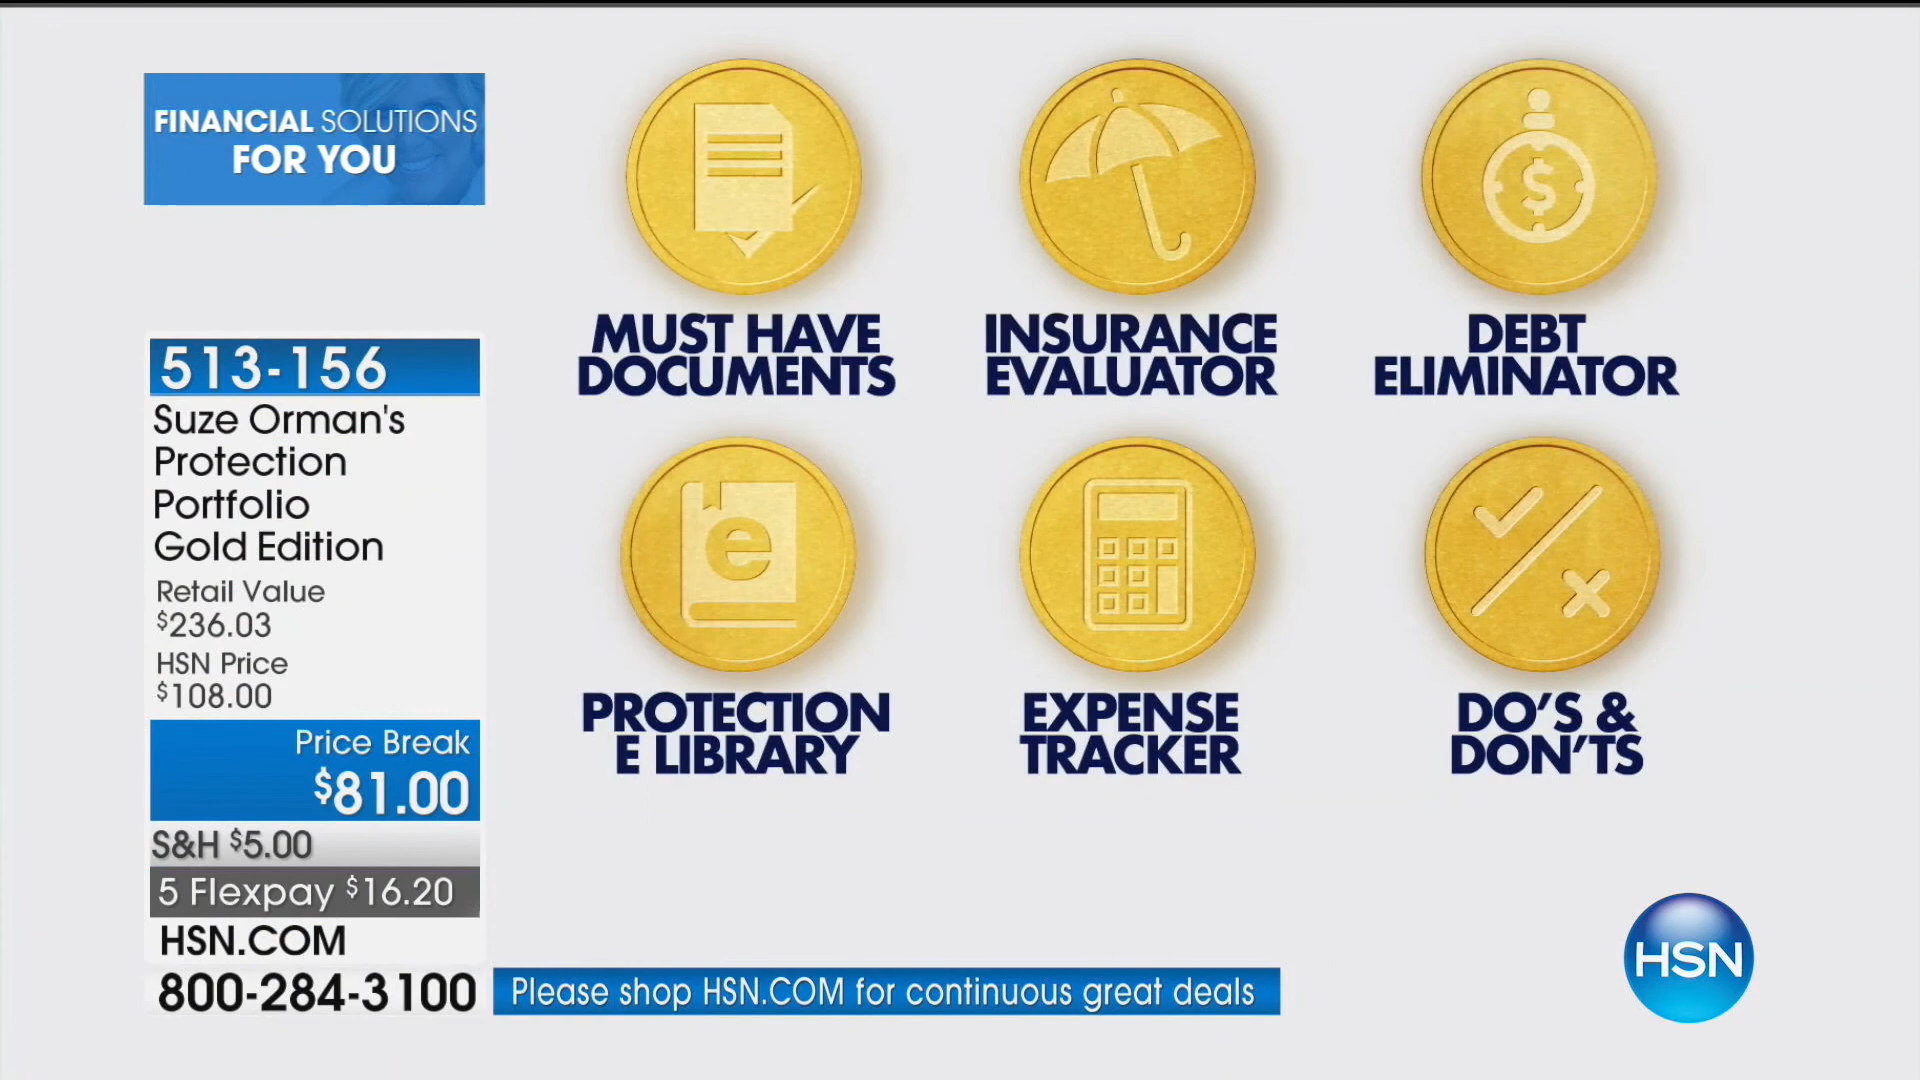 FINANCIAL SOLUTIONS
FOR YOU
513-156
Suze Orman's
Protection
Portfolio
Gold Edition
Retail Value
$236.03
HSN Price
$108.00
Price Break
$81.00
S&H $5.00
5 Flexpay $16.20
HSN.COM
800-284-3100
Please shop HSN.COM for continuous great deals
MUST HAVE
DOCUMENTS
INSURANCE
EVALUATOR
$
DEBT
ELIMINATOR
e
PROTECTION
E LIBRARY
EXPENSE
TRACKER
DO'S &
DON'TS
HSN